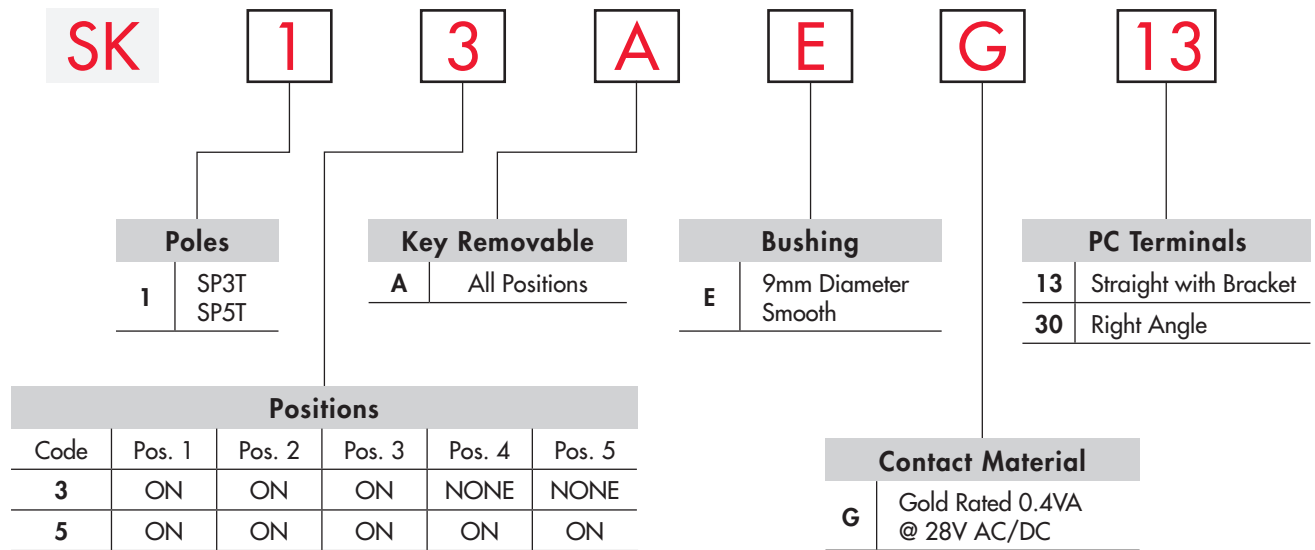 SK 1 3 A E G 13
Poles
1 SP3T
SP5T
Key Removable
A All Positions
Bushing
E 9mm Diameter
Smooth
PC Terminals
13 Straight with Bracket
30 Right Angle
Positions
Code Pos. 1 Pos. 2 Pos. 3 Pos. 4 Pos. 5
3 ON ON ON NONE NONE
5 ON ON ON ON ON
Contact Material
G Gold Rated 0.4VA
@ 28V AC/DC